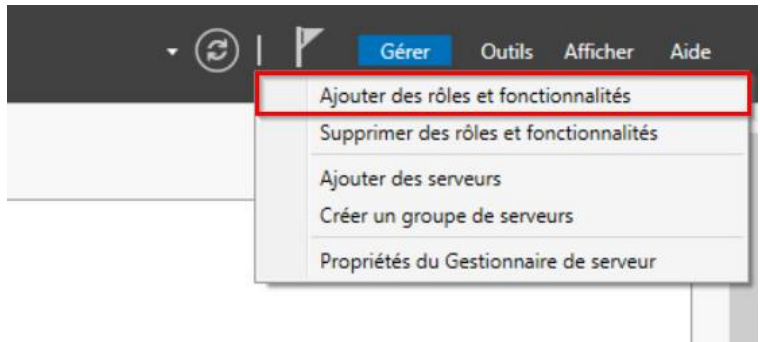 Gérer Outils Afficher Aide
Ajouter des rôles et fonctionnalités
Supprimer des rôles et fonctionnalités
Ajouter des serveurs
Créer un groupe de serveurs
Propriétés du Gestionnaire de serveur